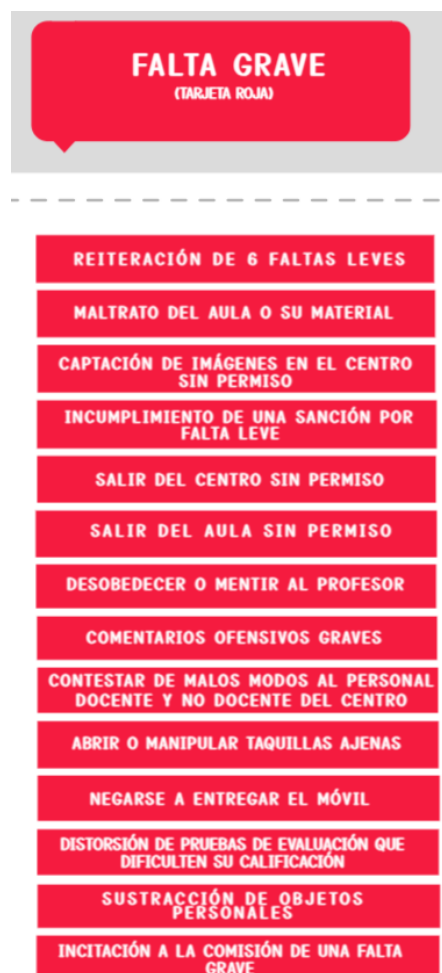 FALTA GRAVE
(TARJETA ROJA)
REITERACIÓN DE 6 FALTAS LEVES
MALTRATO DEL AULA O SU MATERIAL
CAPTACIÓN DE IMÁGENES EN EL CENTRO
SIN PERMISO
INCUMPLIMIENTO DE UNA SANCIÓN POR
FALTA LEVE
SALIR DEL CENTRO SIN PERMISO
SALIR DEL AULA SIN PERMISO
DESOBEDECER O MENTIR AL PROFESOR
COMENTARIOS OFENSIVOS GRAVES
CONTESTAR DE MALOS MODOS AL PERSONAL
DOCENTE Y NO DOCENTE DEL CENTRO
ABRIR O MANIPULAR TAQUILLAS AJENAS
NEGARSE A ENTREGAR EL MÓVIL
DISTORSIÓN DE PRUEBAS DE EVALUACIÓN QUE
DIFICULTEN SU CALIFICACIÓN
SUSTRACCIÓN DE OBJETOS
PERSONALES
INCITACIÓN A LA COMISIÓN DE UNA FALTA
GRAVE